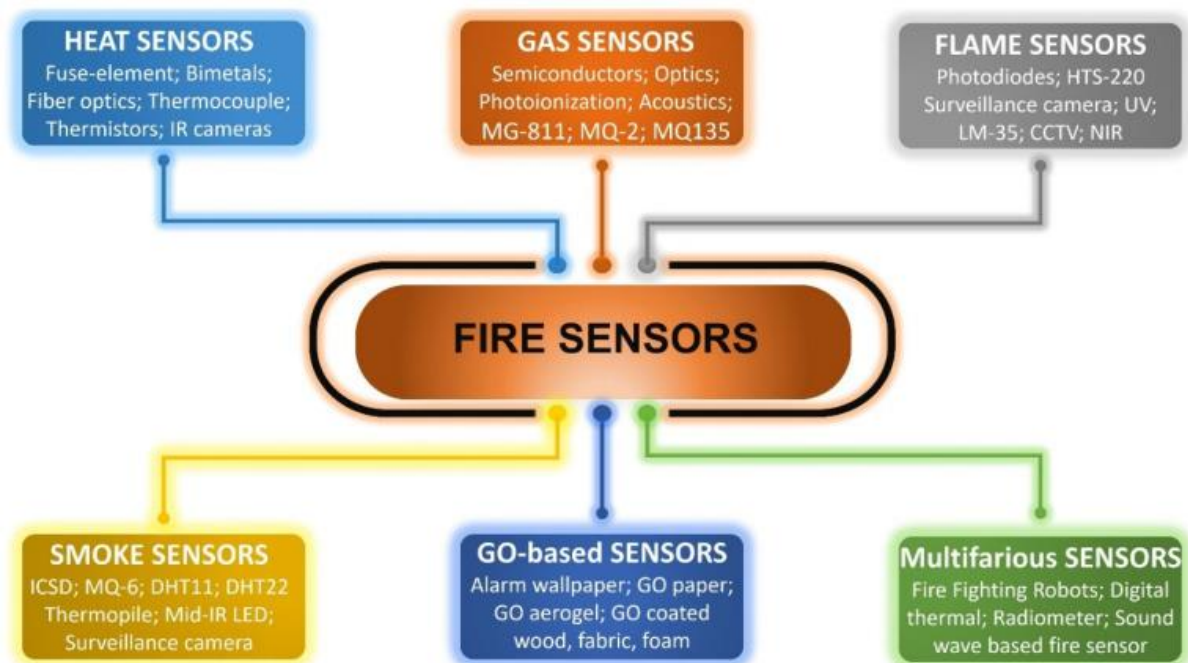 HEAT SENSORS
Fuse-element; Bimetals;
Fiber optics; Thermocouple;
Thermistors; IR cameras
GAS SENSORS
Semiconductors; Optics;
Photoionization; Acoustics;
MG-811; MQ-2; MQ135
FLAME SENSORS
Photodiodes; HTS-220
Surveillance camera; UV;
LM-35; CCTV; NIR
FIRE SENSORS
SMOKE SENSORS
ICSD; MQ-6; DHT11; DHT22
Thermopile; Mid-IR LED;
Surveillance camera
GO-based SENSORS
Alarm wallpaper; GO paper;
GO aerogel; GO coated
wood, fabric, foam
Multifarious SENSORS
Fire Fighting Robots; Digital
thermal; Radiometer; Sound
wave based fire sensor